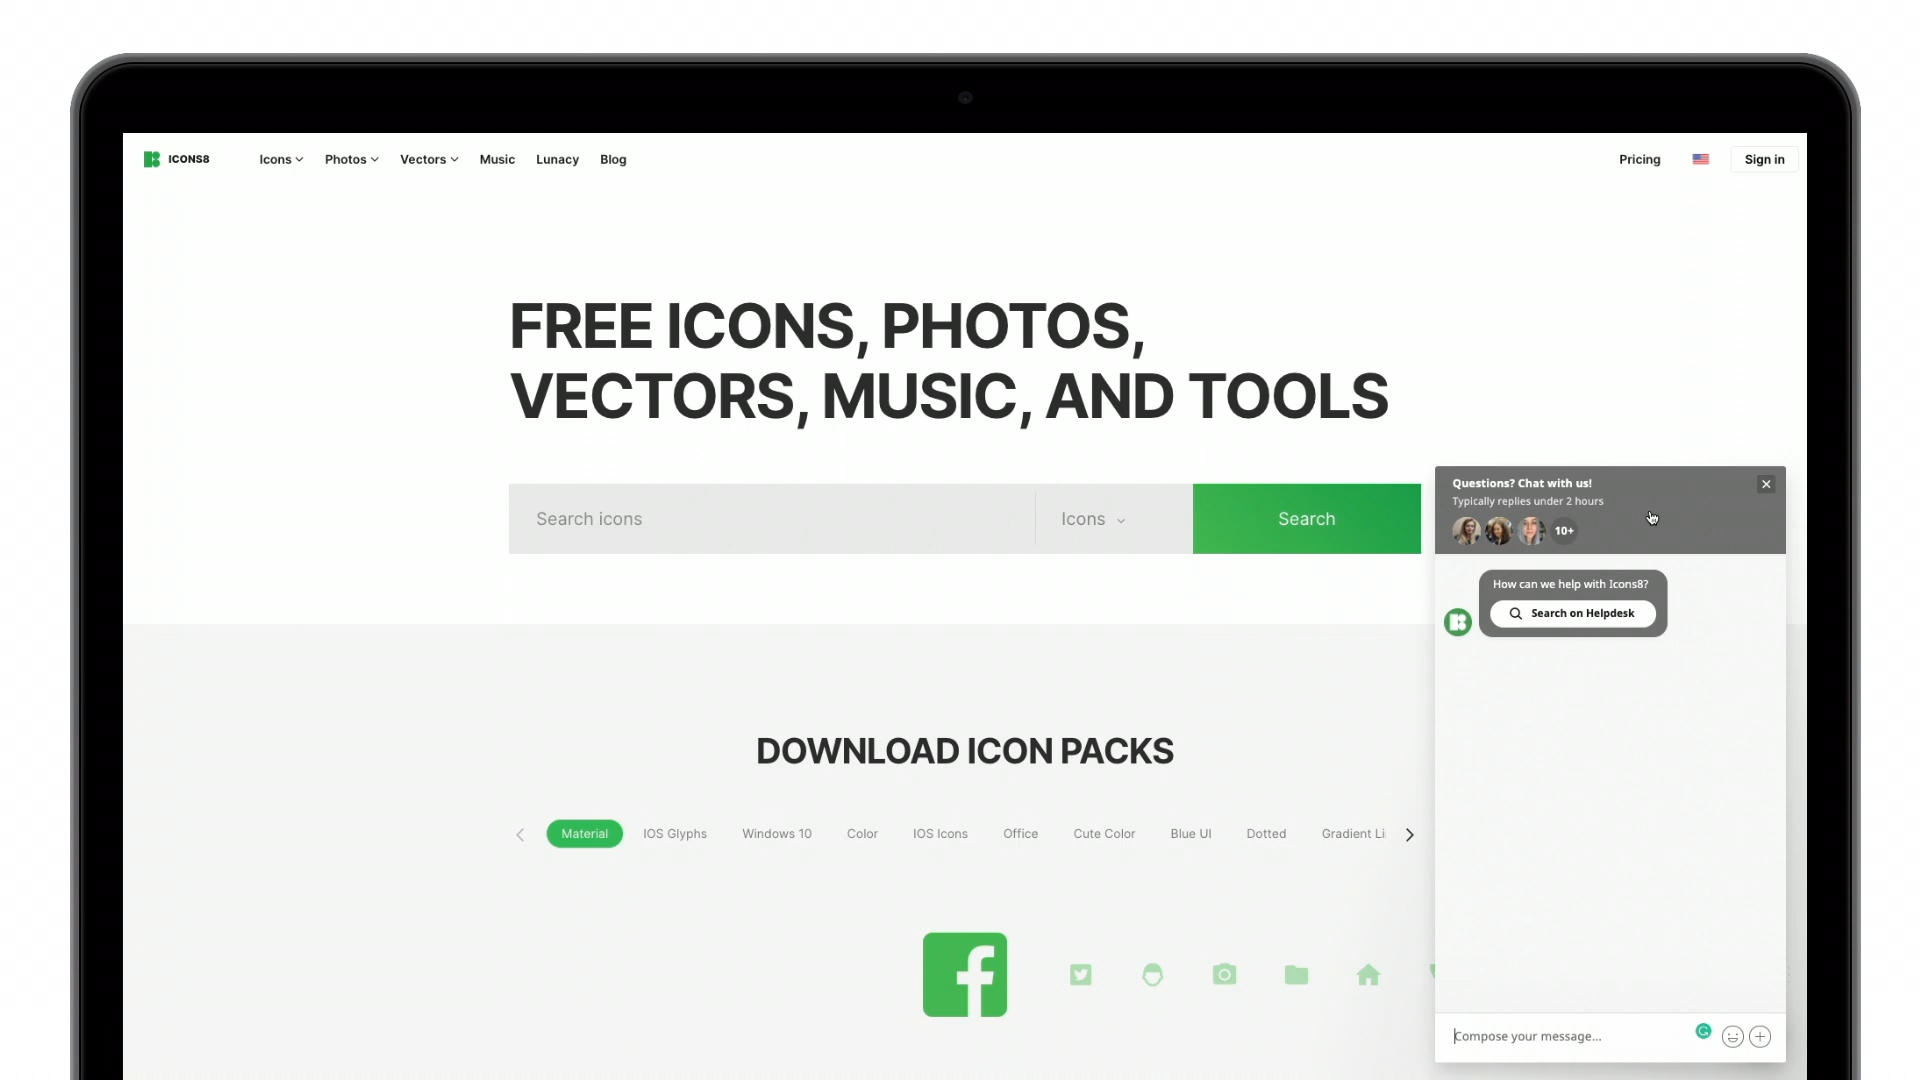 ICONS8
Icons
Photos
Vectors
Music
Lunacy
Blog
Pricing
Sign in
FREE ICONS, PHOTOS,
VECTORS, MUSIC, AND TOOLS
Search icons
Icons
Search
Questions? Chat with us!
Typically replies under 2 hours
10+
How can we help with Icons8?
Search on Helpdesk
DOWNLOAD ICON PACKS
Material
IOS Glyphs
Windows 10
Color
IOS Icons
Office
Cute Color
Blue UI
Dotted
Gradient Li
Compose your message...